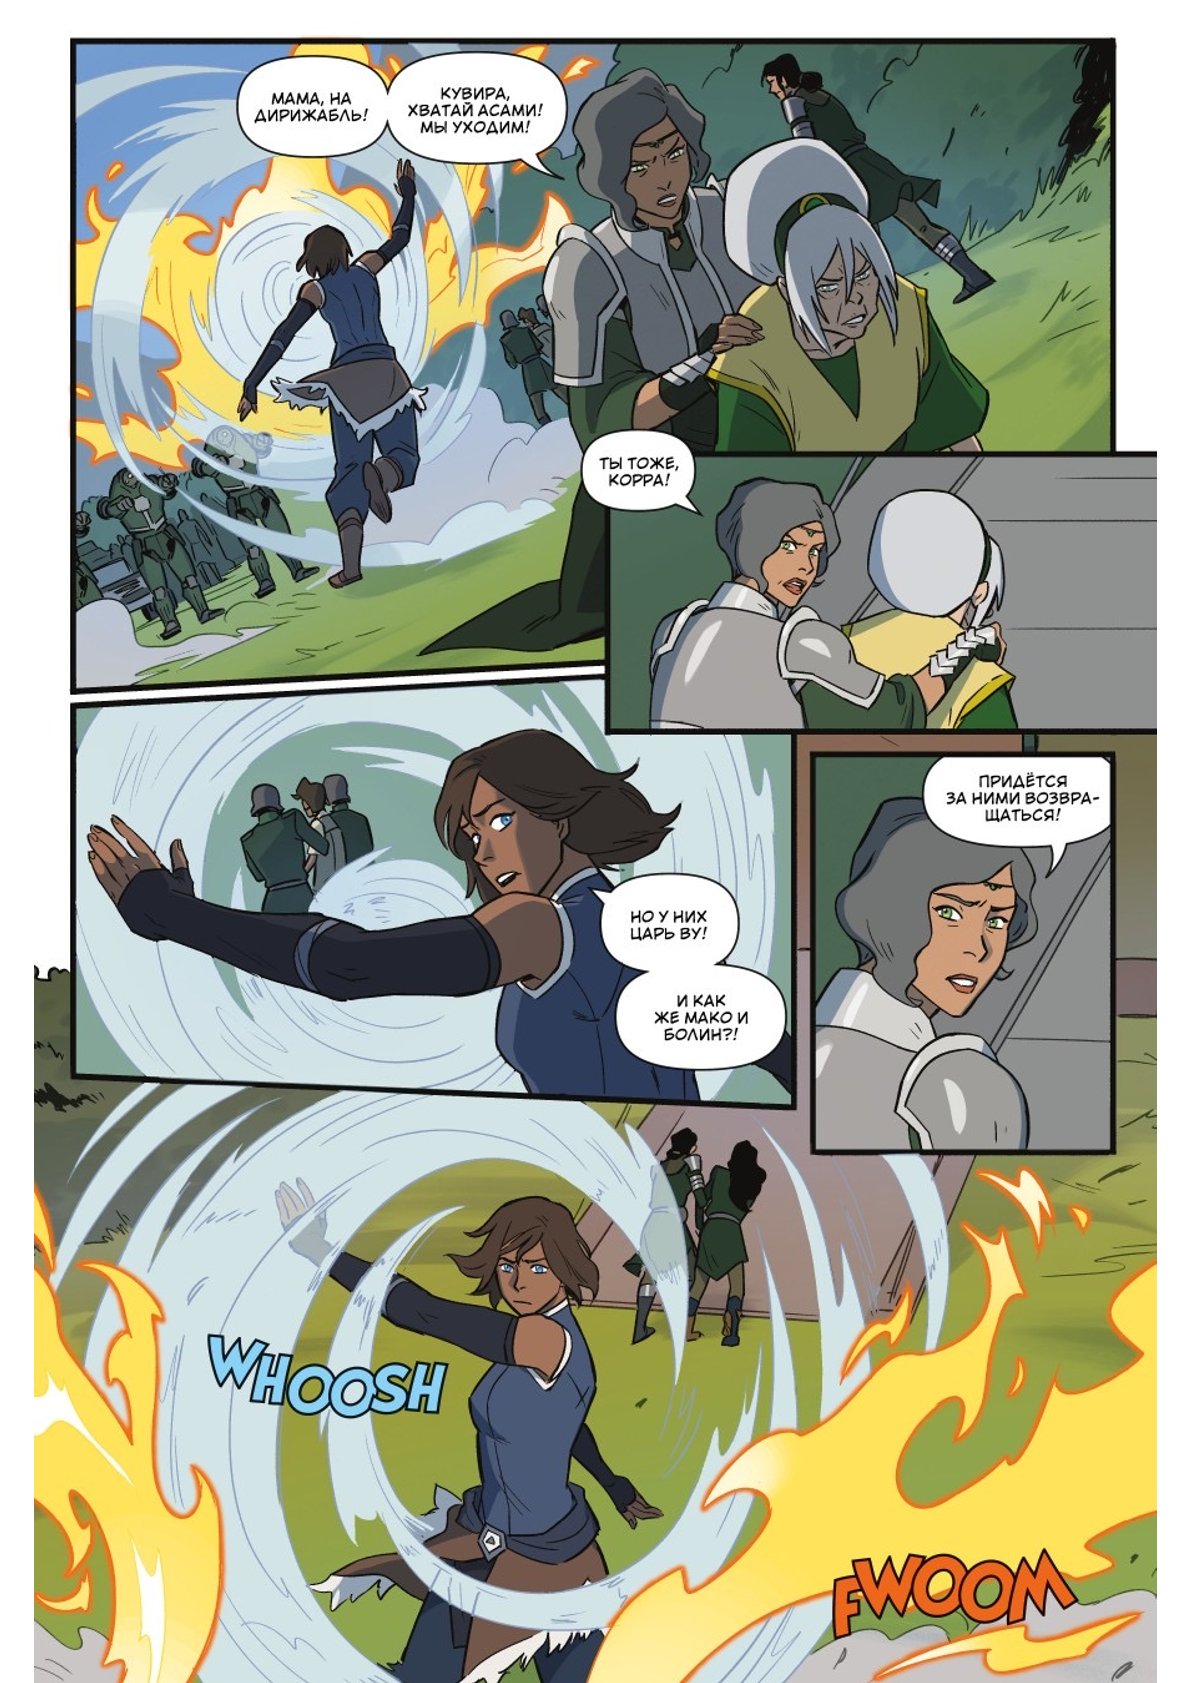 МАМА, НА
ДИРИЖАБЛЬ!
КУВИРА,
ХВАТАЙ АСАМИ!
МЫ УХОДИМ!
ТЫ ТОЖЕ,
КОРРА!
НО У НИХ
ЦАРЬ ВУ!
И КАК
ЖЕ МАКО И
БОЛИН?!
ПРИДЁТСЯ
ЗА НИМИ ВОЗВРА-
ЩАТЬСЯ!
WHOOSH
FWOOM